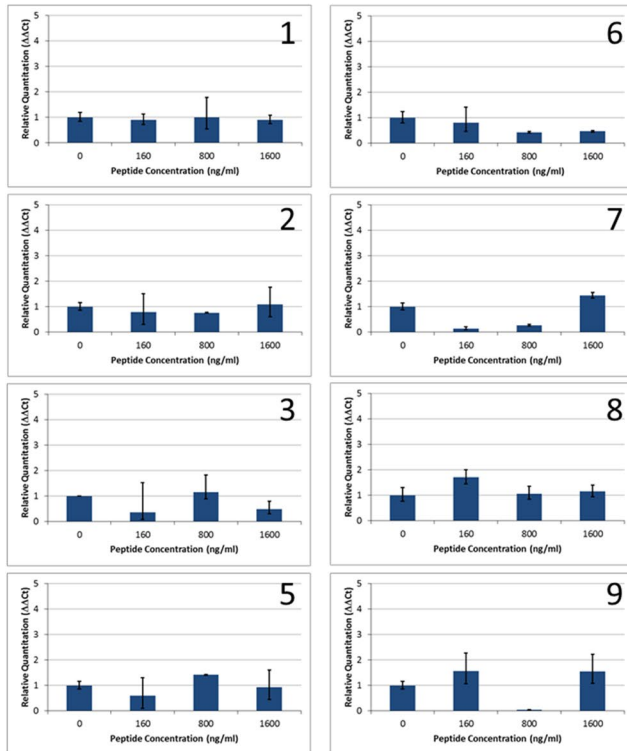 1
Relative Quantitation (ΔΔCt)
5
4
3
2
1
0
0 160 800 1600
Peptide Concentration (ng/ml)
2
Relative Quantitation (ΔΔCt)
5
4
3
2
1
0
0 160 800 1600
Peptide Concentration (ng/ml)
3
Relative Quantitation (ΔΔCt)
5
4
3
2
1
0
0 160 800 1600
Peptide Concentration (ng/ml)
5
Relative Quantitation (ΔΔCt)
5
4
3
2
1
0
0 160 800 1600
Peptide Concentration (ng/ml)
6
Relative Quantitation (ΔΔCt)
5
4
3
2
1
0
0 160 800 1600
Peptide Concentration (ng/ml)
7
Relative Quantitation (ΔΔCt)
5
4
3
2
1
0
0 160 800 1600
Peptide Concentration (ng/ml)
8
Relative Quantitation (ΔΔCt)
5
4
3
2
1
0
0 160 800 1600
Peptide Concentration (ng/ml)
9
Relative Quantitation (ΔΔCt)
5
4
3
2
1
0
0 160 800 1600
Peptide Concentration (ng/ml)